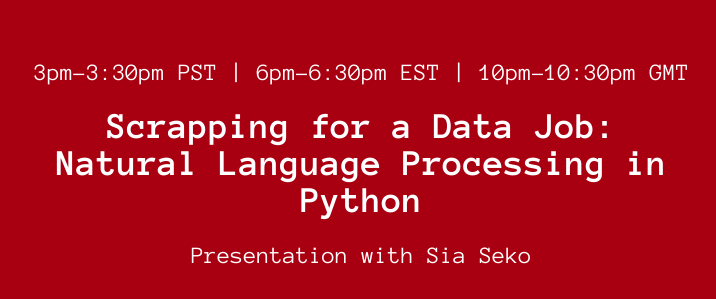 3pm-3:30pm PST | 6pm-6:30pm EST | 10pm-10:30pm GMT
Scrapping for a Data Job:
Natural Language Processing in
Python
Presentation with Sia Seko